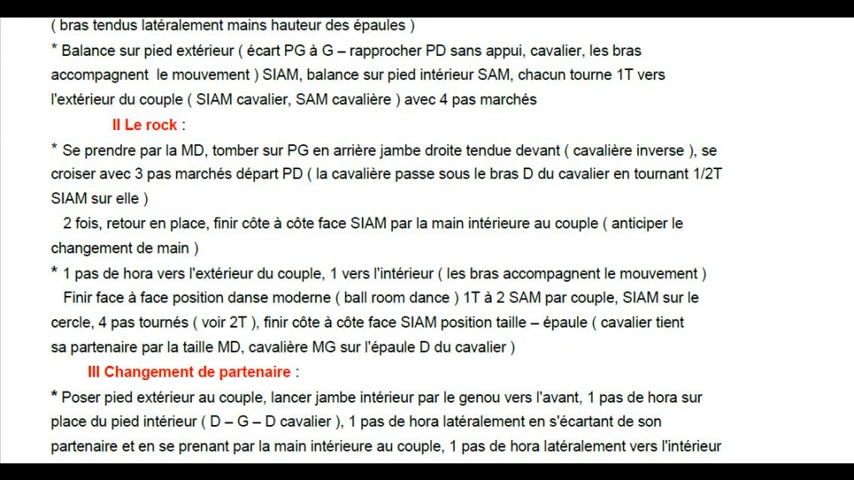 ( bras tendus latéralement mains hauteur des épaules )
* Balance sur pied extérieur ( écart PG à G – rapprocher PD sans appui, cavalier, les bras
accompagnent le mouvement ) SIAM, balance sur pied intérieur SAM, chacun tourne 1T vers
l'extérieur du couple ( SIAM cavalier, SAM cavalière ) avec 4 pas marchés
II Le rock :
* Se prendre par la MD, tomber sur PG en arrière jambe droite tendue devant ( cavalière inverse ), se
croiser avec 3 pas marchés départ PD ( la cavalière passe sous le bras D du cavalier en tournant 1/2T
SIAM sur elle )
2 fois, retour en place, finir côte à côte face SIAM par la main intérieure au couple ( anticiper le
changement de main )
* 1 pas de hora vers l'extérieur du couple, 1 vers l'intérieur ( les bras accompagnent le mouvement )
Finir face à face position danse moderne ( ball room dance ) 1T à 2 SAM par couple, SIAM sur le
cercle, 4 pas tournés ( voir 2T ), finir côte à côte face SIAM position taille – épaule ( cavalier tient
sa partenaire par la taille MD, cavalière MG sur l'épaule D du cavalier )
III Changement de partenaire :
* Poser pied extérieur au couple, lancer jambe intérieur par le genou vers l'avant, 1 pas de hora sur
place du pied intérieur ( D – G – D cavalier ), 1 pas de hora latéralement en s'écartant de son
partenaire et en se prenant par la main intérieure au couple, 1 pas de hora latéralement vers l'intérieur